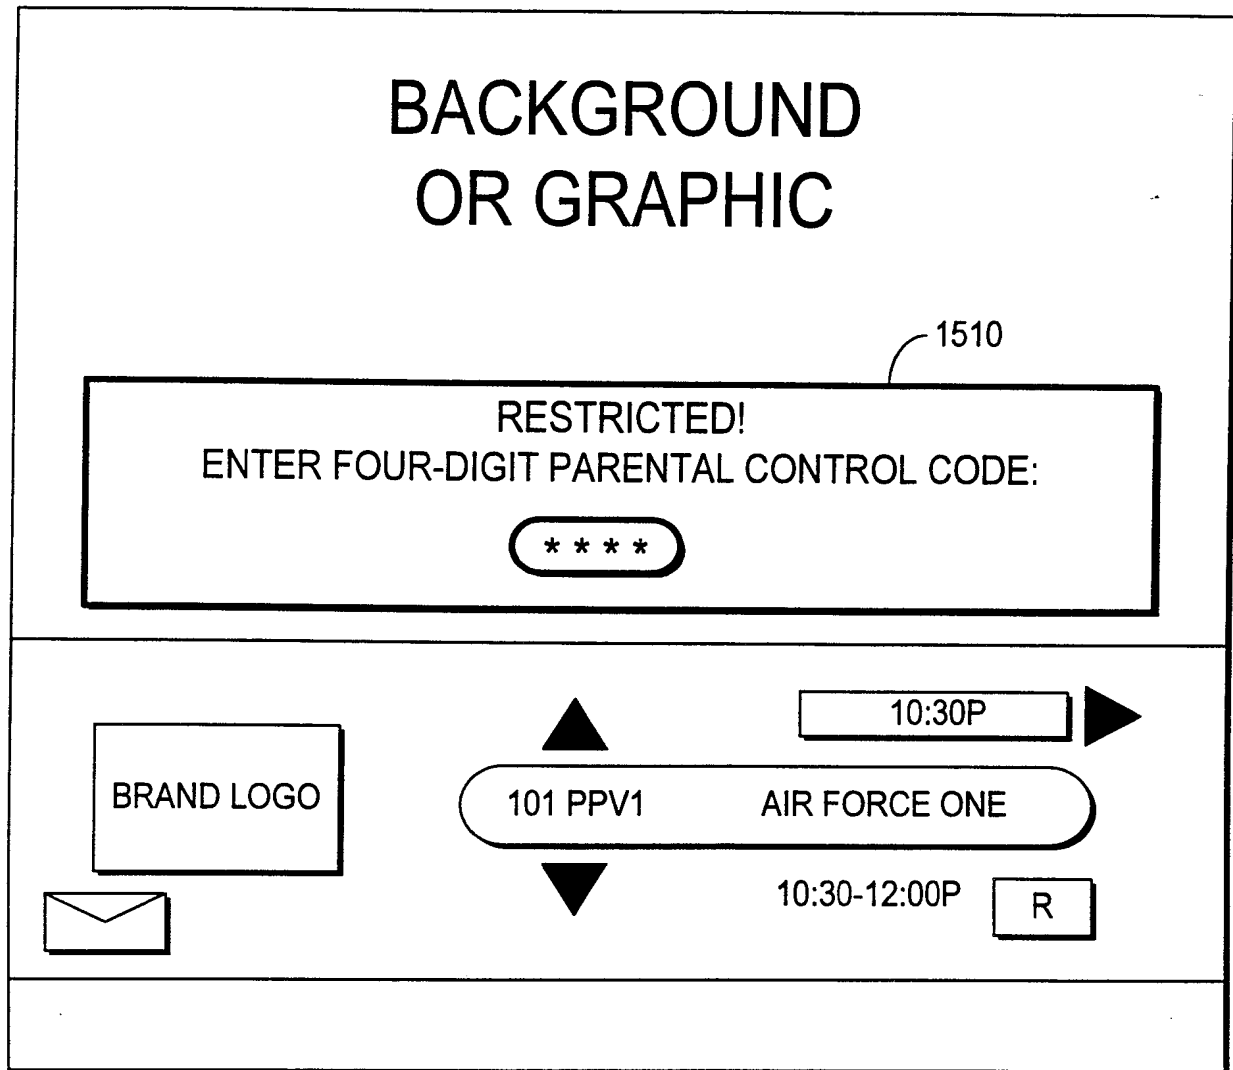 BACKGROUND
OR GRAPHIC
1510
RESTRICTED!
ENTER FOUR-DIGIT PARENTAL CONTROL CODE:
* * * *
10:30P
BRAND LOGO
101 PPV1 AIR FORCE ONE
10:30-12:00P R